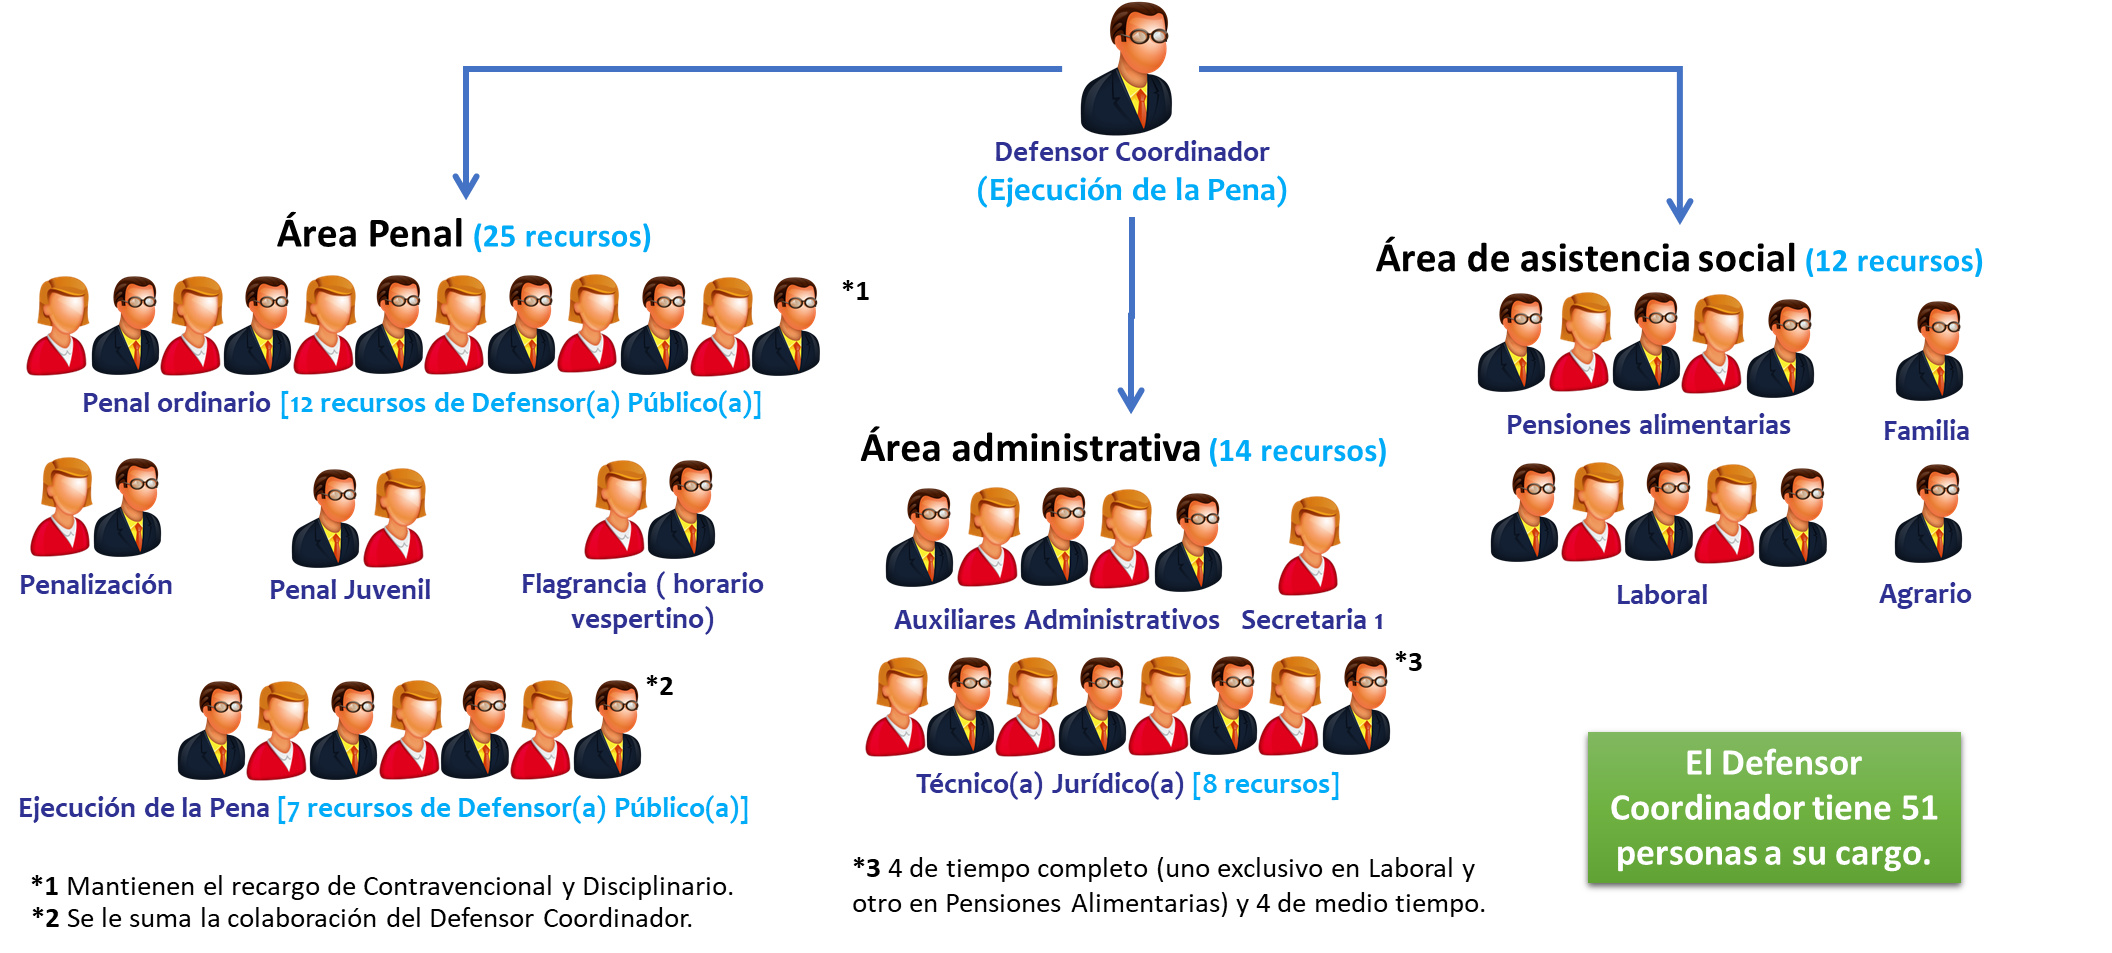 Defensor Coordinador
(Ejecución de la Pena)
Área Penal (25 recursos)
*1
Penal ordinario [12 recursos de Defensor(a) Público(a)]
Penalización
Penal Juvenil
Flagrancia ( horario
vespertino)
*2
Ejecución de la Pena [7 recursos de Defensor(a) Público(a)]
*1 Mantienen el recargo de Contravencional y Disciplinario.
*2 Se le suma la colaboración del Defensor Coordinador.
Área administrativa (14 recursos)
Auxiliares Administrativos
Secretaria 1
*3
Técnico(a) Jurídico(a) [8 recursos]
*3 4 de tiempo completo (uno exclusivo en Laboral y
otro en Pensiones Alimentarias) y 4 de medio tiempo.
Área de asistencia social (12 recursos)
Pensiones alimentarias
Familia
Laboral
Agrario
El Defensor
Coordinador tiene 51
personas a su cargo.